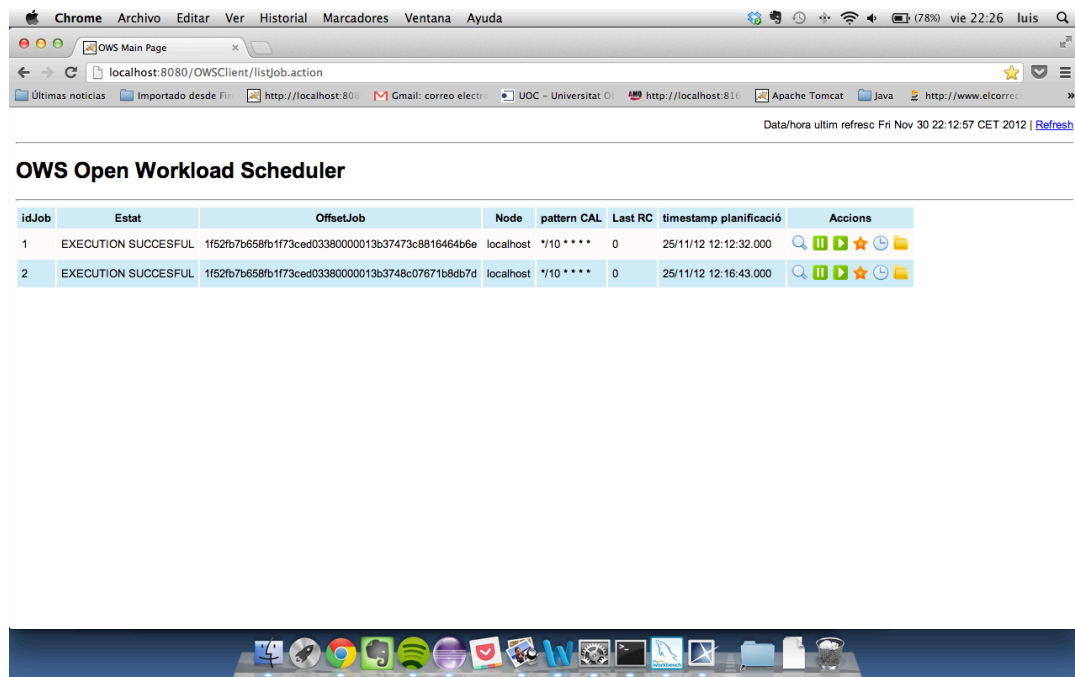 Chrome Archivo Editar Ver Historial Marcadores Ventana Ayuda (78%) vie 22:26 luis
OWS Main Page
localhost:8080/OWSClient/listJob.action
Últimas noticias Importado desde Fir http://localhost:808 Gmail: correo electró UOC – Universitat O http://localhost:816 Apache Tomcat Java http://www.elcorrec »
Data/hora ultim refresc Fri Nov 30 22:12:57 CET 2012 | Refresh
OWS Open Workload Scheduler
idJob Estat OffsetJob Node pattern CAL Last RC timestamp planificació Accions
1 EXECUTION SUCCESFUL 1f52fb7b658fb1f73ced03380000013b37473c8816464b6e localhost */10 * * * * 0 25/11/12 12:12:32.000
2 EXECUTION SUCCESFUL 1f52fb7b658fb1f73ced03380000013b3748c07671b8db7d localhost */10 * * * * 0 25/11/12 12:16:43.000